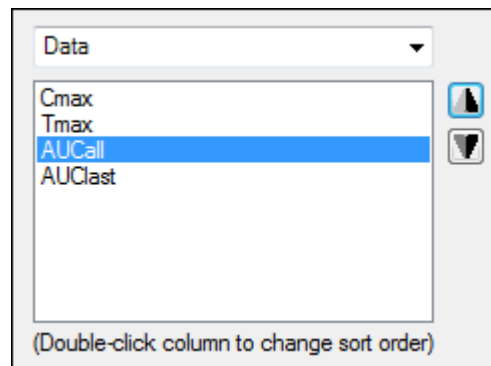 Data
Cmax
Tmax
AUCall
AUClast
(Double-click column to change sort order)